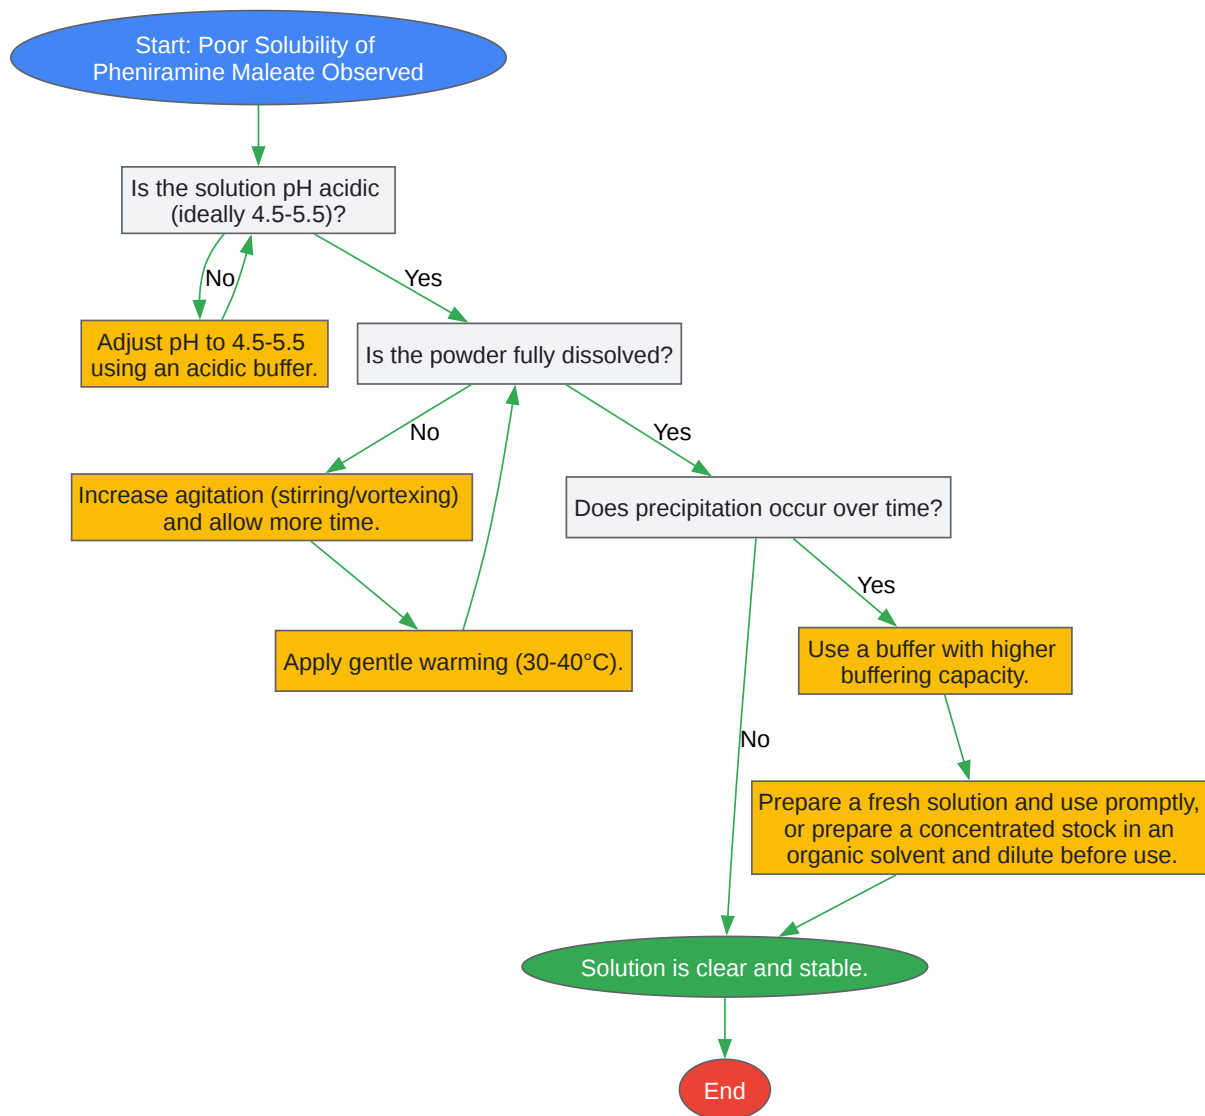 Start: Poor Solubility of
Pheniramine Maleate Observed
Is the solution pH acidic
(ideally 4.5-5.5)?
No
Yes
Adjust pH to 4.5-5.5
using an acidic buffer.
Is the powder fully dissolved?
No
Yes
Increase agitation (stirring/vortexing)
and allow more time.
Does precipitation occur over time?
Yes
Apply gentle warming (30-40°C).
Use a buffer with higher
buffering capacity.
No
Prepare a fresh solution and use promptly,
or prepare a concentrated stock in an
organic solvent and dilute before use.
Solution is clear and stable.
End